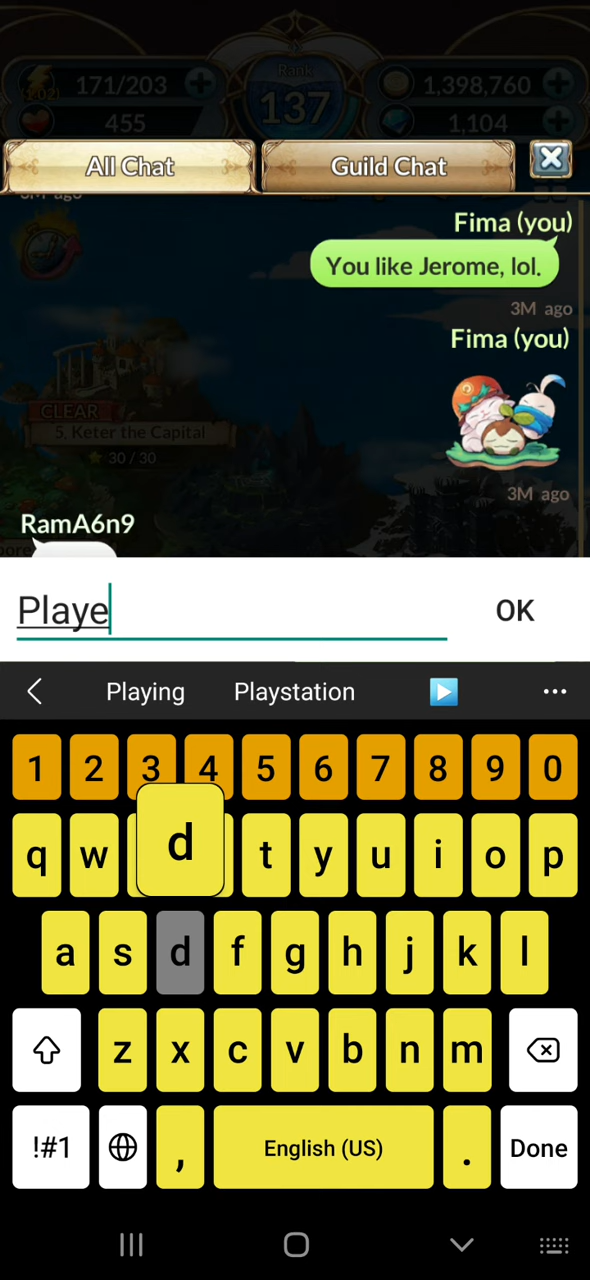 171/203
Rank
137
1,398,760
455
1,104
All Chat
Guild Chat
3M ago
Fima (you)
You like Jerome, lol.
3M ago
Fima (you)
CLEAR
5. Keter the Capital
30 / 30
3M ago
RamA6n9
Playe
OK
Playing
Playstation
1 2 3 4 5 6 7 8 9 0
q w d t y u i o p
a s d f g h j k l
z x c v b n m
!#1 , English (US) . Done